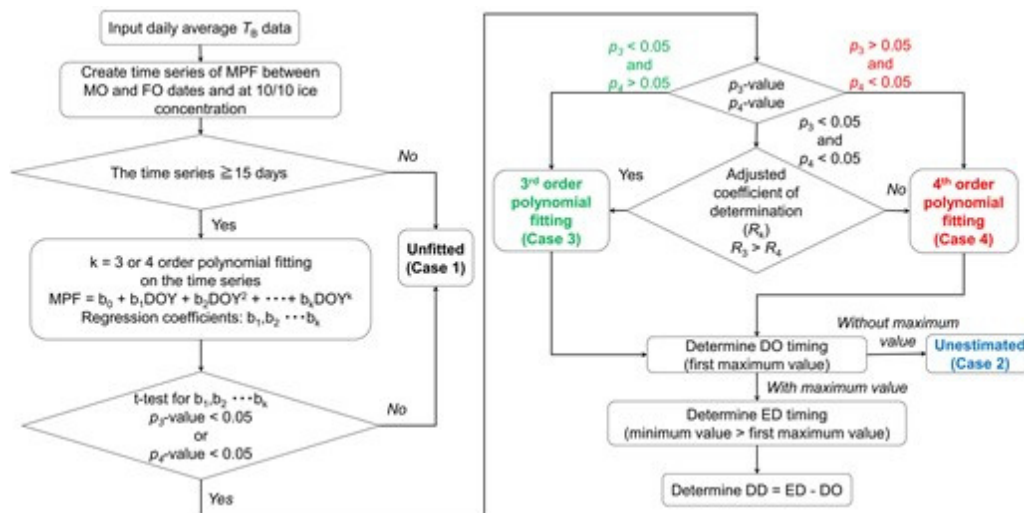 Input daily average T_B data
Create time series of MPF between
MO and FO dates and at 10/10 ice
concentration
The time series ≧15 days
No
Yes
k = 3 or 4 order polynomial fitting
on the time series
MPF = b₀ + b₁DOY + b₂DOY² + ····+ bₖDOYᵏ
Regression coefficients: b₁,b₂ ···bₖ
Unfitted
(Case 1)
t-test for b₁,b₂ ···bₖ
p₃-value < 0.05
or
p₄-value < 0.05
No
Yes
p₃ < 0.05
and
p₄ > 0.05
p₃ > 0.05
and
p₄ < 0.05
p₃-value
p₄-value
p₃ < 0.05
and
p₄ < 0.05
3rd order
polynomial
fitting
(Case 3)
Yes
Adjusted
coefficient of
determination
(Rₖ)
R₃ > R₄
No
4th order
polynomial
fitting
(Case 4)
Determine DO timing
(first maximum value)
Without maximum
value
Unestimated
(Case 2)
With maximum value
Determine ED timing
(minimum value > first maximum value)
Determine DD = ED - DO